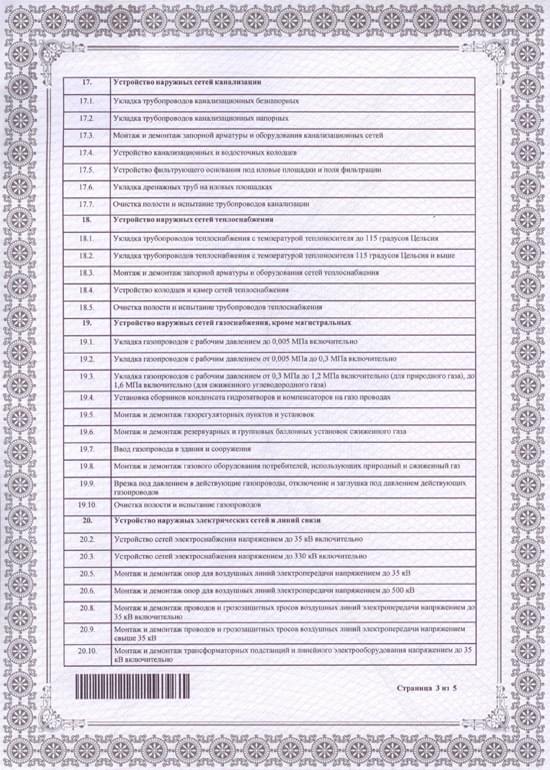 17. Устройство наружных сетей канализации
17.1. Укладка трубопроводов канализационных безнапорных
17.2. Укладка трубопроводов канализационных напорных
17.3. Монтаж и демонтаж запорной арматуры и оборудования канализационных сетей
17.4. Устройство канализационных и водосточных колодцев
17.5. Устройство фильтрующего основания под иловые площадки и поля фильтрации
17.6. Укладка дренажных труб на иловых площадках
17.7. Очистка полости и испытание трубопроводов канализации
18. Устройство наружных сетей теплоснабжения
18.1. Укладка трубопроводов теплоснабжения с температурой теплоносителя до 115 градусов Цельсия
18.2. Укладка трубопроводов теплоснабжения с температурой теплоносителя 115 градусов Цельсия и выше
18.3. Монтаж и демонтаж запорной арматуры и оборудования сетей теплоснабжения
18.4. Устройство колодцев и камер сетей теплоснабжения
18.5. Очистка полости и испытание трубопроводов теплоснабжения
19. Устройство наружных сетей газоснабжения, кроме магистральных
19.1. Укладка газопроводов с рабочим давлением до 0,005 МПа включительно
19.2. Укладка газопроводов с рабочим давлением от 0,005 МПа до 0,3 МПа включительно
19.3. Укладка газопроводов с рабочим давлением от 0,3 МПа до 1,2 МПа включительно (для природного газа), до
1,6 МПа включительно (для сжиженного углеводородного газа)
19.4. Установка сборников конденсата гидрозатворов и компенсаторов на газо проводах
19.5. Монтаж и демонтаж газорегуляторных пунктов и установок
19.6. Монтаж и демонтаж резервуарных и групповых баллонных установок сжиженного газа
19.7. Ввод газопровода в здания и сооружения
19.8. Монтаж и демонтаж газового оборудования потребителей, использующих природный и сжиженный газ
19.9. Врезка под давлением в действующие газопроводы, отключение и заглушка под давлением действующих
газопроводов
19.10. Очистка полости и испытание газопроводов
20. Устройство наружных электрических сетей и линий связи
20.2. Устройство сетей электроснабжения напряжением до 35 кВ включительно
20.3. Устройство сетей электроснабжения напряжением до 330 кВ включительно
20.5. Монтаж и демонтаж опор для воздушных линий электропередачи напряжением до 35 кВ
20.6. Монтаж и демонтаж опор для воздушных линий электропередачи напряжением до 500 кВ
20.8. Монтаж и демонтаж проводов и грозозащитных тросов воздушных линий электропередачи напряжением до
35 кВ включительно
20.9. Монтаж и демонтаж проводов и грозозащитных тросов воздушных линий электропередачи напряжением
свыше 35 кВ
20.10. Монтаж и демонтаж трансформаторных подстанций и линейного электрооборудования напряжением до 35
кВ включительно
Страница 3 из 5